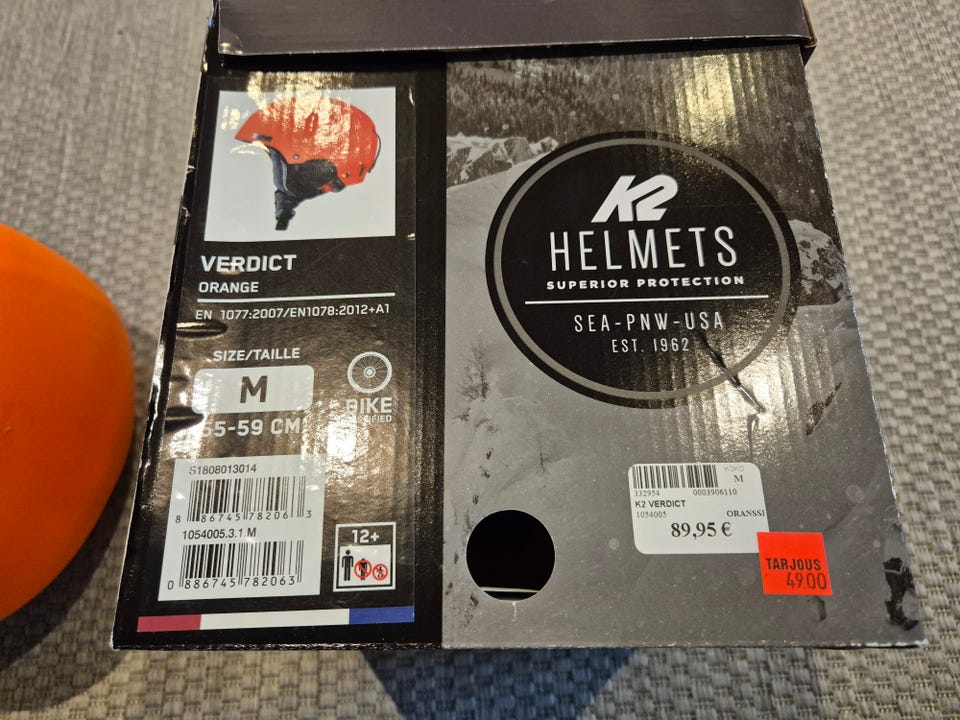 VERDICT
ORANGE
EN 1077:2007/EN1078:2012+A1
SIZE/TAILLE
M
55-59 CM
BIKE
S1808013014
8 86745 78206 3
1054005.3.1.M
0 886745 782063
12+
K2
HELMETS
SUPERIOR PROTECTION
SEA-PNW-USA
EST. 1962
KOKO
M
332954 0003906110
K2 VERDICT
1054005 ORANSSI
89,95 €
TARJOUS
49.00